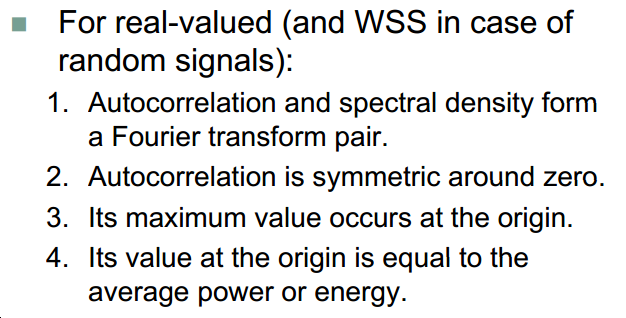 For real-valued (and WSS in case of
random signals):
1. Autocorrelation and spectral density form
a Fourier transform pair.
2. Autocorrelation is symmetric around zero.
3. Its maximum value occurs at the origin.
4. Its value at the origin is equal to the
average power or energy.